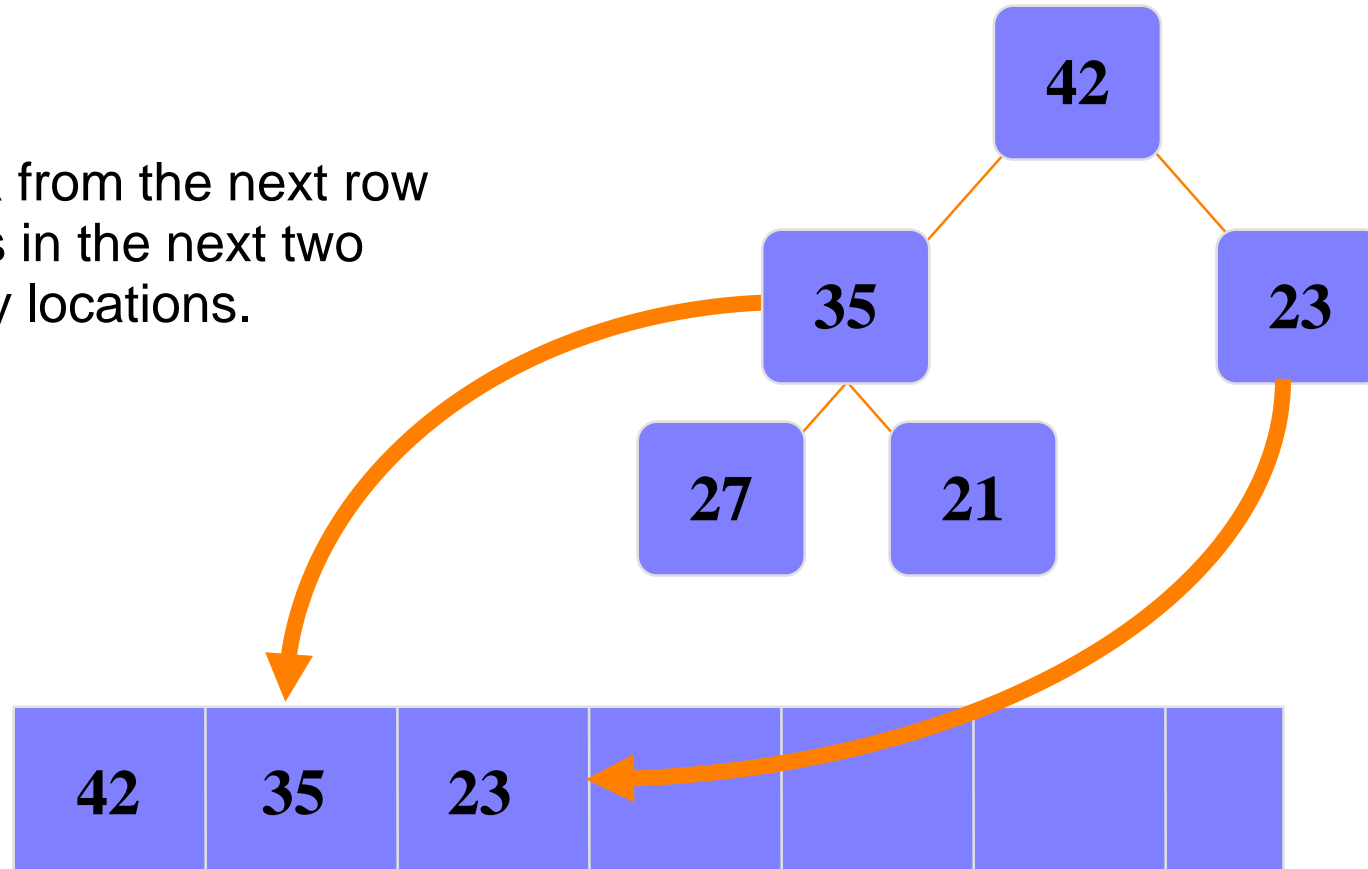 42
from the next row
in the next two
locations.
35
23
27
21
42 35 23